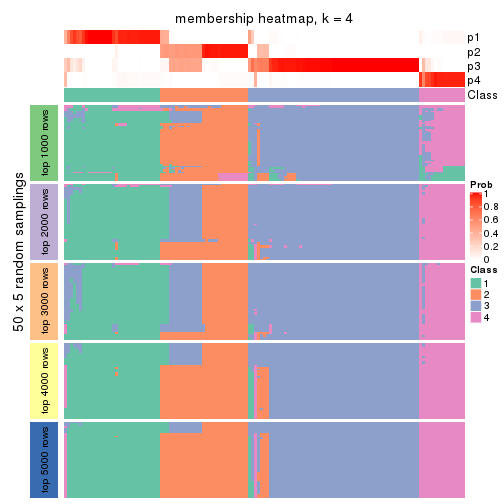 membership heatmap, k = 4
p1
p2
p3
p4
Class
50 x 5 random samplings
top 1000 rows
top 2000 rows
top 3000 rows
top 4000 rows
top 5000 rows
Prob
1
0.8
0.6
0.4
0.2
0
Class
1
2
3
4